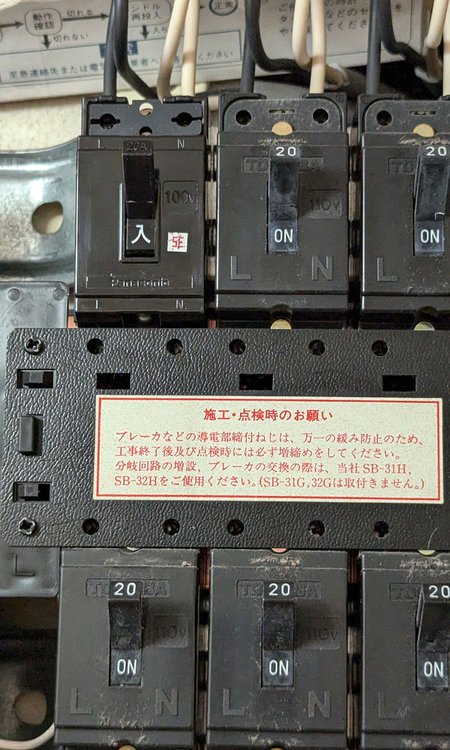 動作
確認
切れる
切れない
ドル
再投入
正常
至急連絡先または電
20A
L N
100V
入
Panasonic
L N
20
TOSHIBA
110V
ON
L N
20
ON
L
施工・点検時のお願い
ブレーカなどの導電部締付ねじは、万一の緩み防止のため、
工事終了後及び点検時には必ず増締めをしてください。
分岐回路の増設，ブレーカの交換の際は、当社 SB-31H,
SB-32Hをご使用ください。(SB-31G,32Gは取付きません。)
L
20
TOSHIBA
110V
ON
L N
20
TOSHIBA
110V
ON
L N
20
ON
L